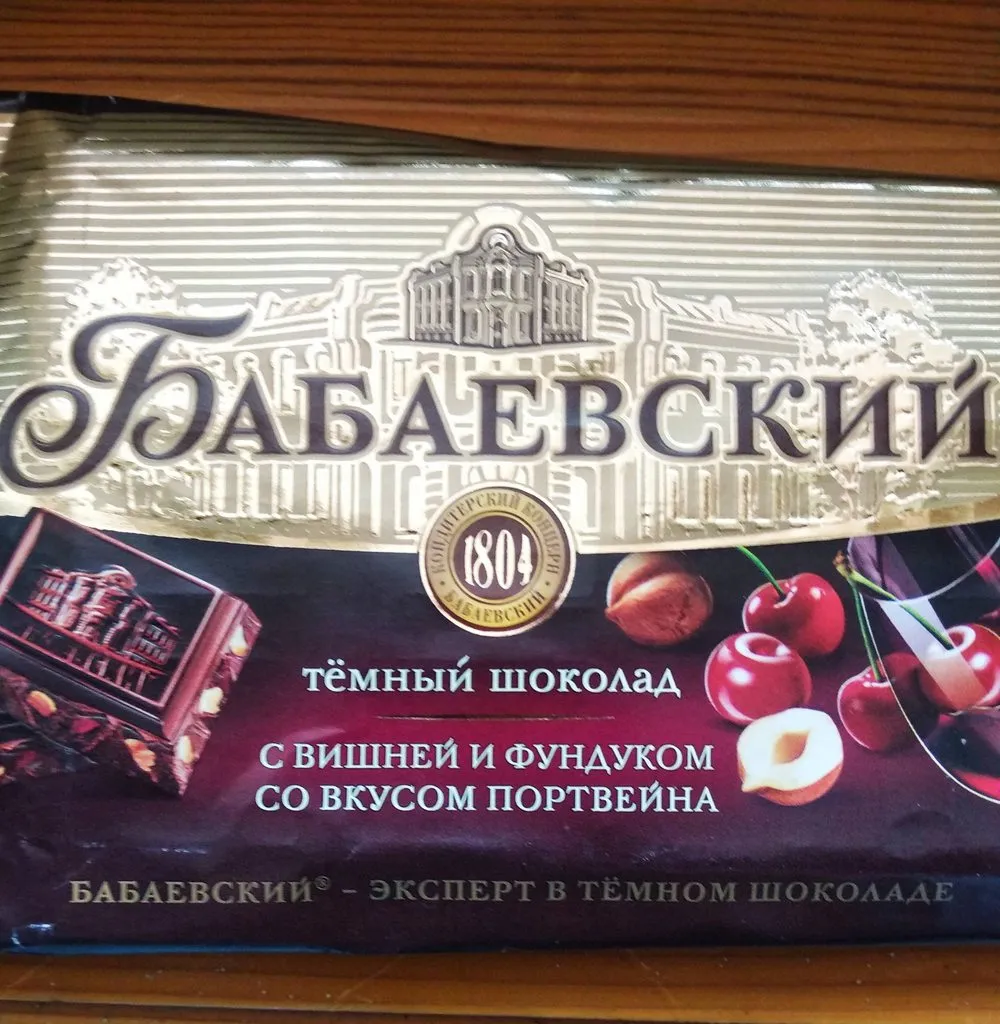 БАБАЕВСКИЙ
КОНДИТЕРСКИЙ КОНЦЕРН
1804
БАБАЕВСКИЙ
ТЁМНЫЙ ШОКОЛАД
С ВИШНЕЙ И ФУНДУКОМ
СО ВКУСОМ ПОРТВЕЙНА
БАБАЕВСКИЙ® – ЭКСПЕРТ В ТЁМНОМ ШОКОЛАДЕ